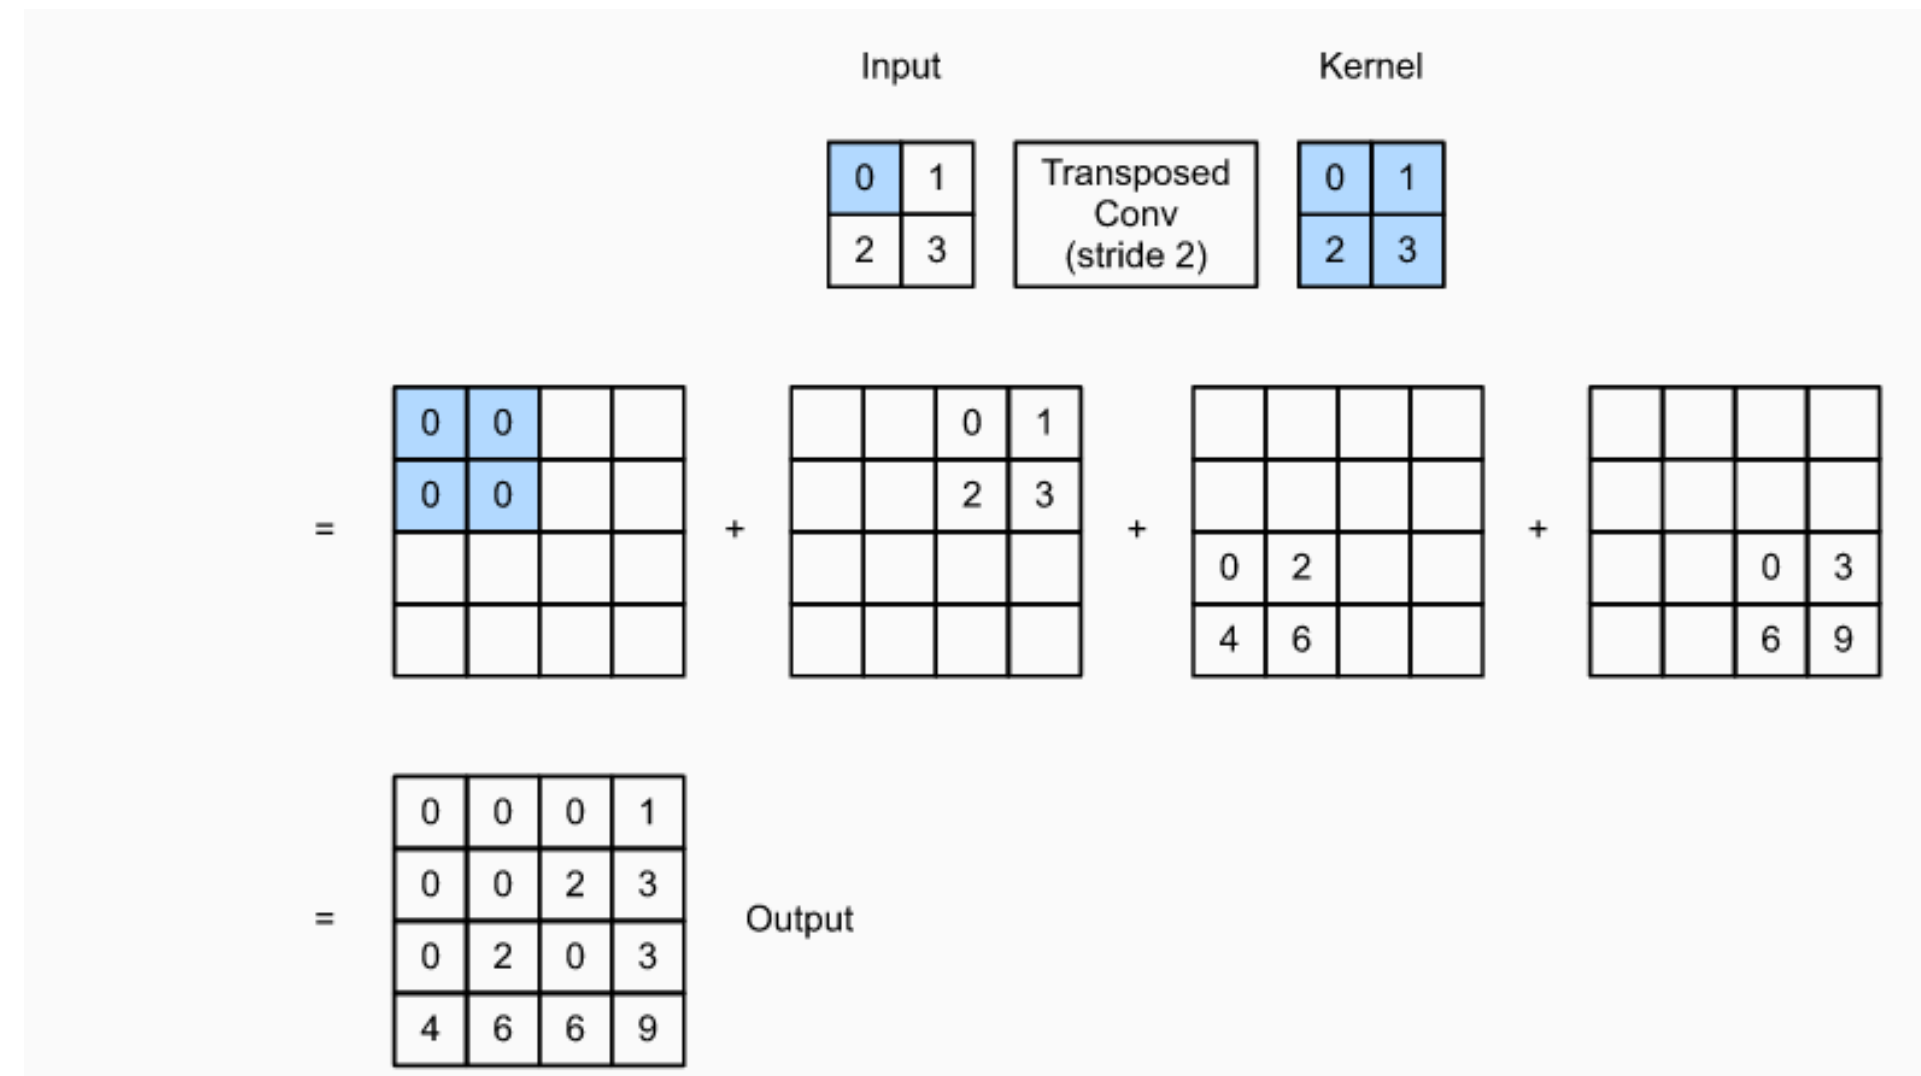 Input Kernel
0 1 Transposed 0 1
Conv
2 3 (stride 2) 2 3
0 0 0 1
0 0 2 3
= + + +
0 2 0 3
4 6 6 9
0 0 0 1
0 0 2 3
= Output
0 2 0 3
4 6 6 9